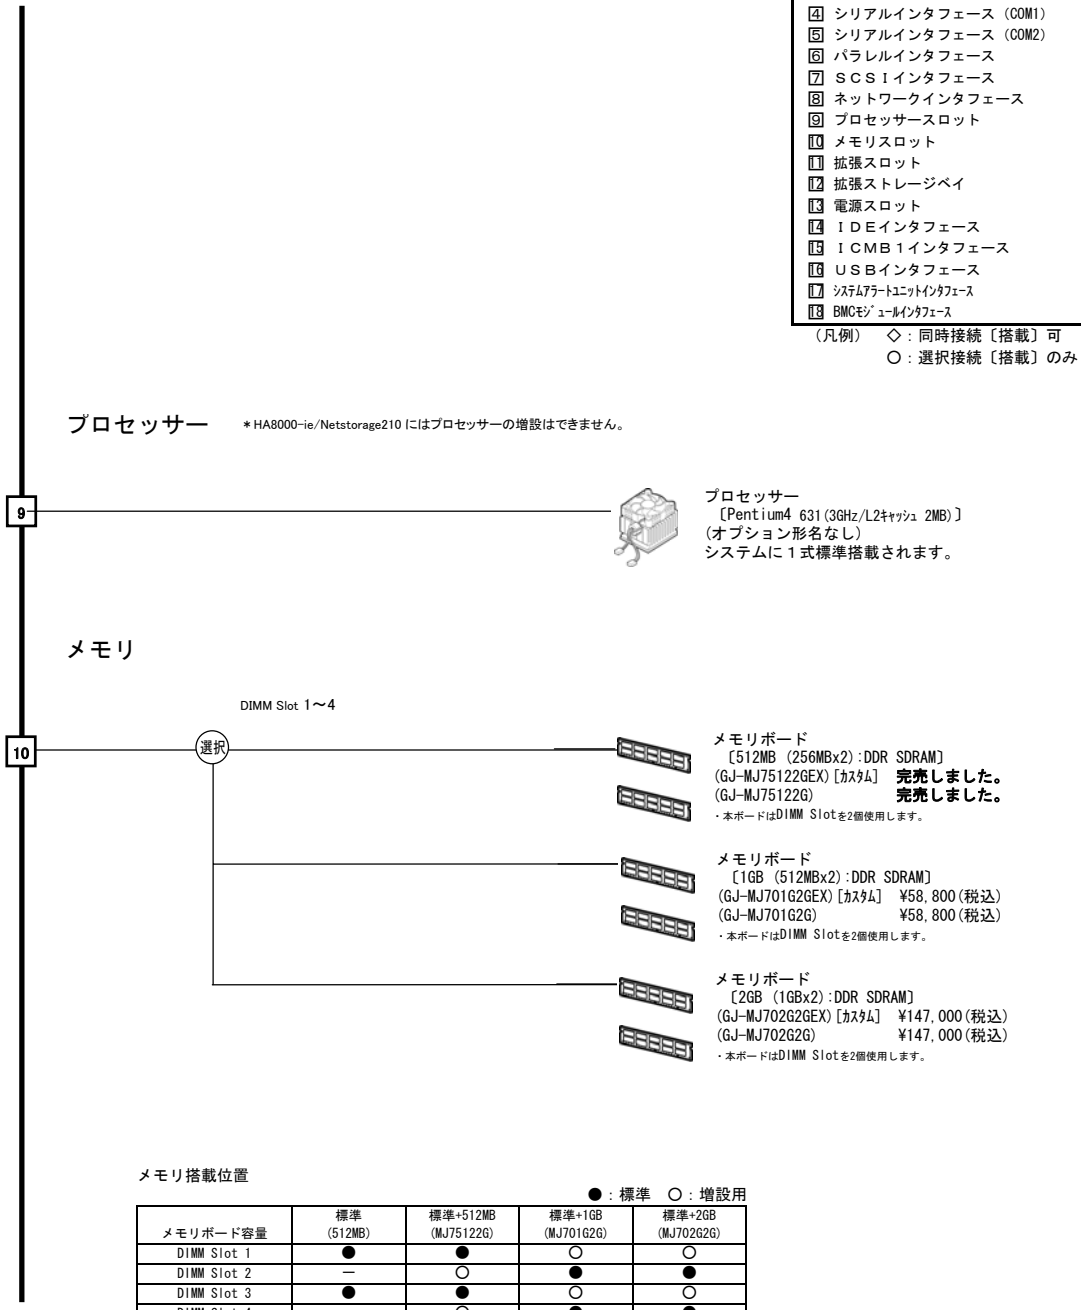 4 シリアルインタフェース（COM1）
5 シリアルインタフェース（COM2）
6 パラレルインタフェース
7 ＳＣＳＩインタフェース
8 ネットワークインタフェース
9 プロセッサースロット
10 メモリスロット
11 拡張スロット
12 拡張ストレージベイ
13 電源スロット
14 ＩＤＥインタフェース
15 ＩＣＭＢ１インタフェース
16 ＵＳＢインタフェース
17 ｼｽﾃﾑｱﾗｰﾄﾕﾆｯﾄｲﾝﾀﾌｪｰｽ
18 BMCﾓｼﾞｭｰﾙｲﾝﾀﾌｪｰｽ
（凡例） ◇：同時接続〔搭載〕可
○：選択接続〔搭載〕のみ
プロセッサー ＊HA8000-ie/Netstorage210 にはプロセッサーの増設はできません。
9
プロセッサー
〔Pentium4 631(3GHz/L2ｷｬｯｼｭ 2MB)〕
(オプション形名なし)
システムに１式標準搭載されます。
メモリ
DIMM Slot 1～4
10
選択
メモリボード
〔512MB (256MBx2):DDR SDRAM〕
(GJ-MJ75122GEX)[ｶｽﾀﾑ] 完売しました。
(GJ-MJ75122G) 完売しました。
・本ボードはDIMM Slotを2個使用します。
メモリボード
〔1GB (512MBx2):DDR SDRAM〕
(GJ-MJ701G2GEX)[ｶｽﾀﾑ] ¥58,800(税込)
(GJ-MJ701G2G) ¥58,800(税込)
・本ボードはDIMM Slotを2個使用します。
メモリボード
〔2GB (1GBx2):DDR SDRAM〕
(GJ-MJ702G2GEX)[ｶｽﾀﾑ] ¥147,000(税込)
(GJ-MJ702G2G) ¥147,000(税込)
・本ボードはDIMM Slotを2個使用します。
メモリ搭載位置
●：標準 ○：増設用
メモリボード容量 標準 (512MB) 標準+512MB (MJ75122G) 標準+1GB (MJ701G2G) 標準+2GB (MJ702G2G)
DIMM Slot 1 ● ● ○ ○
DIMM Slot 2 － ○ ● ●
DIMM Slot 3 ● ● ○ ○